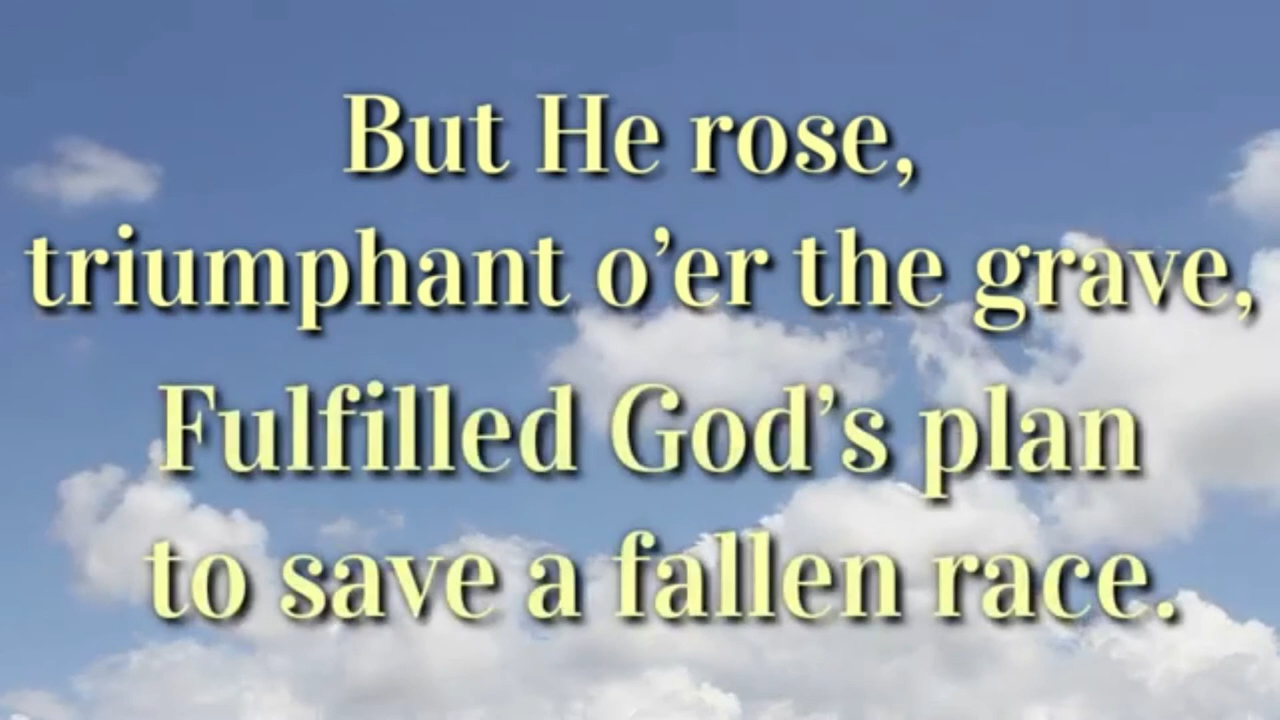 But He rose,
triumphant o’er the grave,
Fulfilled God’s plan
to save a fallen race.